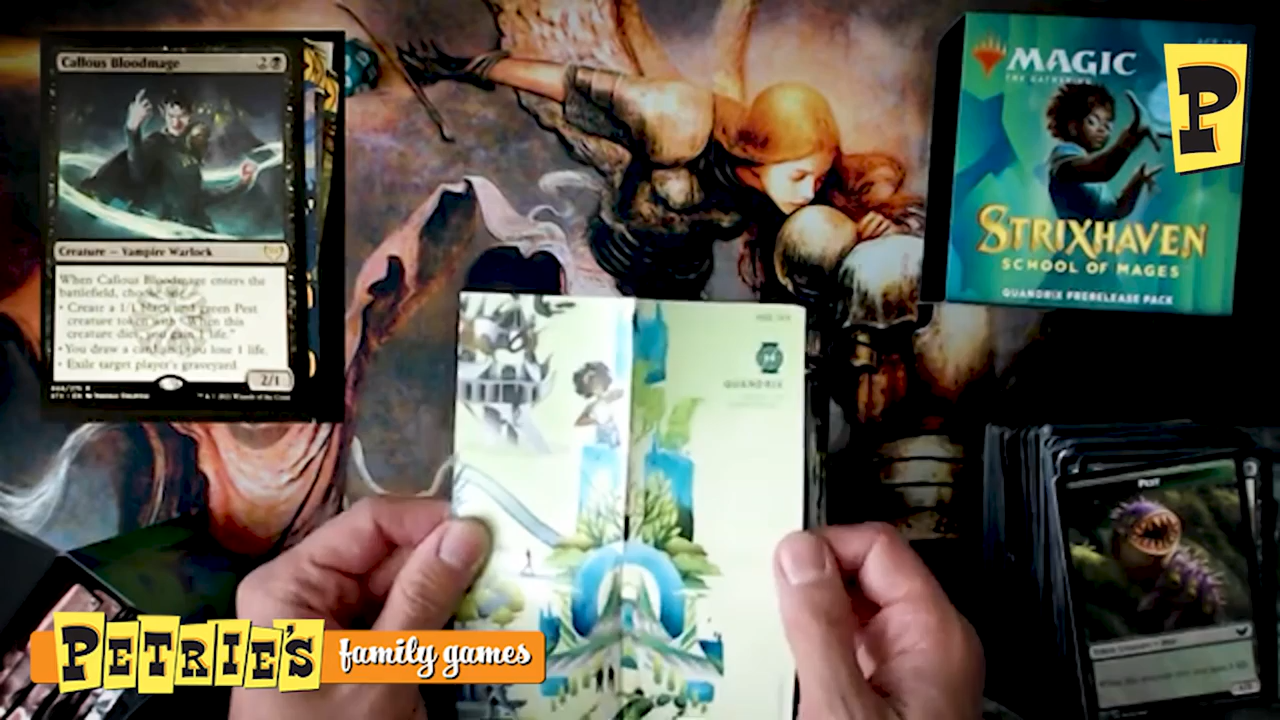 Callous Bloodmage 2
Creature — Vampire Warlock
When Callous Bloodmage enters the
battlefield, choose one —
• Create a 1/1 black and green Pest
creature token with "When this
creature dies, you gain 1 life."
• You draw a card and you lose 1 life.
• Exile target player's graveyard.
2/1
MAGIC
THE GATHERING
P
STRIXHAVEN
SCHOOL OF MAGES
QUANDRIX PRERELEASE PACK
QUANDRIX
PEST
PETRIE'S family games